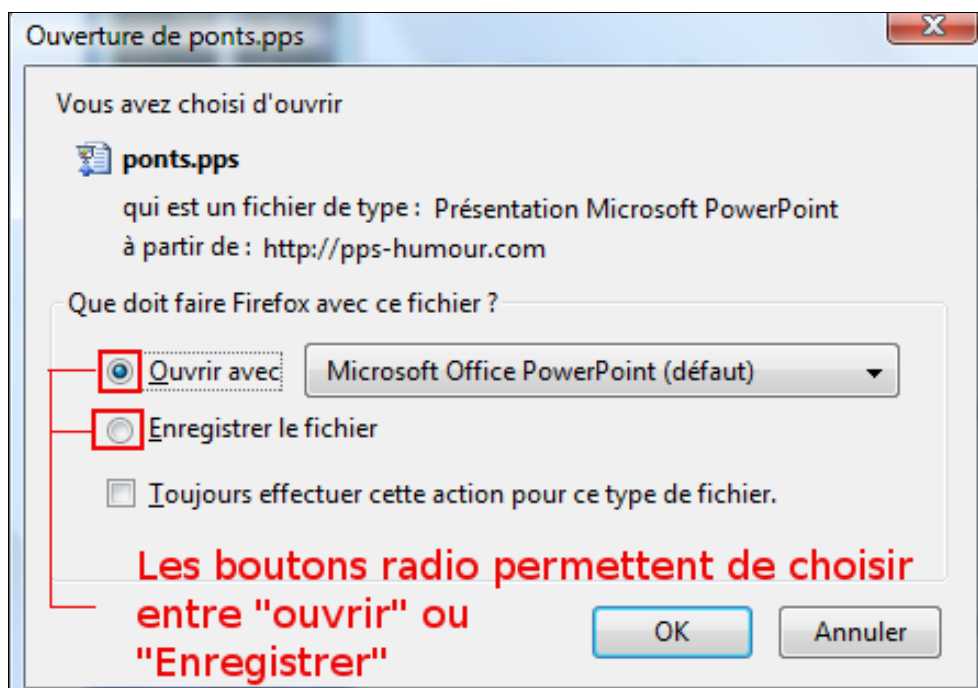 Ouverture de ponts.pps
Vous avez choisi d'ouvrir
ponts.pps
qui est un fichier de type : Présentation Microsoft PowerPoint
à partir de : http://pps-humour.com
Que doit faire Firefox avec ce fichier ?
Ouvrir avec Microsoft Office PowerPoint (défaut)
Enregistrer le fichier
Toujours effectuer cette action pour ce type de fichier.
Les boutons radio permettent de choisir
entre "ouvrir" ou
"Enregistrer"
OK Annuler